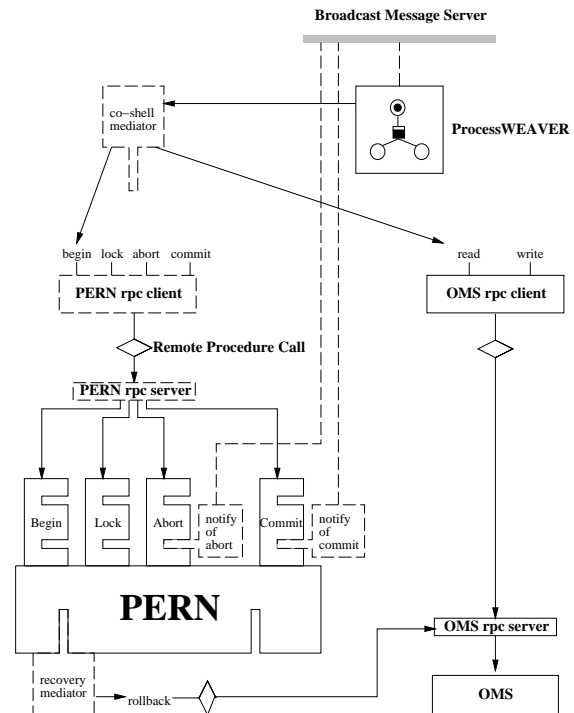 Broadcast Message Server
co-shell
mediator
ProcessWEAVER
begin lock abort commit
read write
PERN rpc client
OMS rpc client
Remote Procedure Call
PERN rpc server
Begin
Lock
Abort
notify
of
abort
Commit
notify
of
commit
PERN
OMS rpc server
recovery
mediator
rollback
OMS